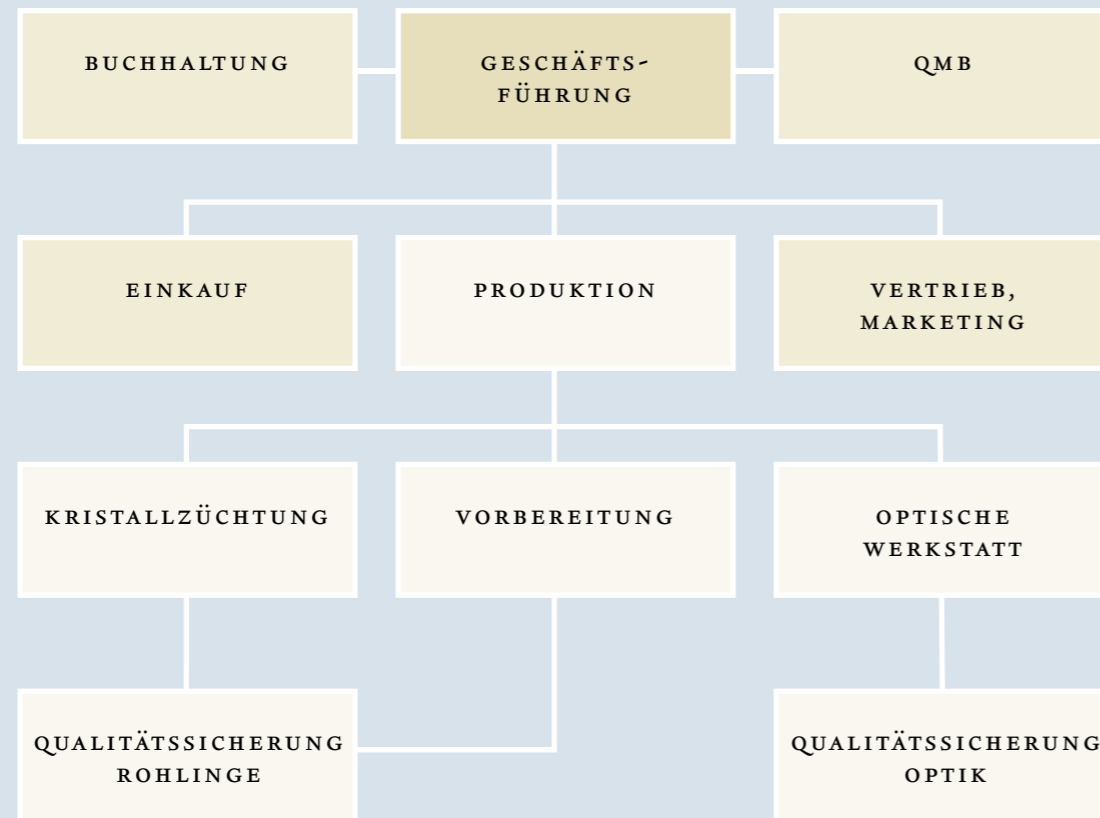 BUCHHALTUNG
GESCHÄFTS-
FÜHRUNG
QMB
EINKAUF
PRODUKTION
VERTRIEB,
MARKETING
KRISTALLZÜCHTUNG
VORBEREITUNG
OPTISCHE
WERKSTATT
QUALITÄTSSICHERUNG
ROHLINGE
QUALITÄTSSICHERUNG
OPTIK